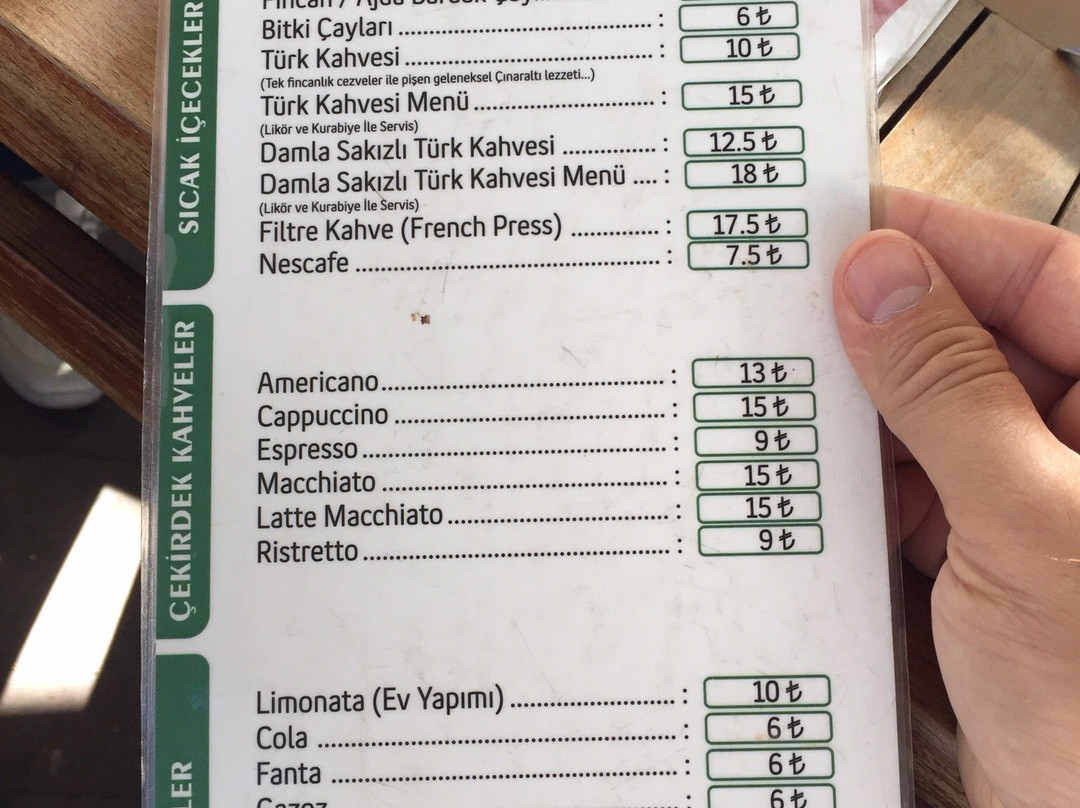 SICAK İÇECEKLER
Bitki Çayları : 6 ₺
Türk Kahvesi : 10 ₺
(Tek fincanlık cezveler ile pişen geleneksel Çınaraltı lezzeti...)
Türk Kahvesi Menü : 15 ₺
(Likör ve Kurabiye İle Servis)
Damla Sakızlı Türk Kahvesi : 12.5 ₺
Damla Sakızlı Türk Kahvesi Menü : 18 ₺
(Likör ve Kurabiye İle Servis)
Filtre Kahve (French Press) : 17.5 ₺
Nescafe : 7.5 ₺
ÇEKİRDEK KAHVELER
Americano : 13 ₺
Cappuccino : 15 ₺
Espresso : 9 ₺
Macchiato : 15 ₺
Latte Macchiato : 15 ₺
Ristretto : 9 ₺
LER
Limonata (Ev Yapımı) : 10 ₺
Cola : 6 ₺
Fanta : 6 ₺
Gazoz : 6 ₺